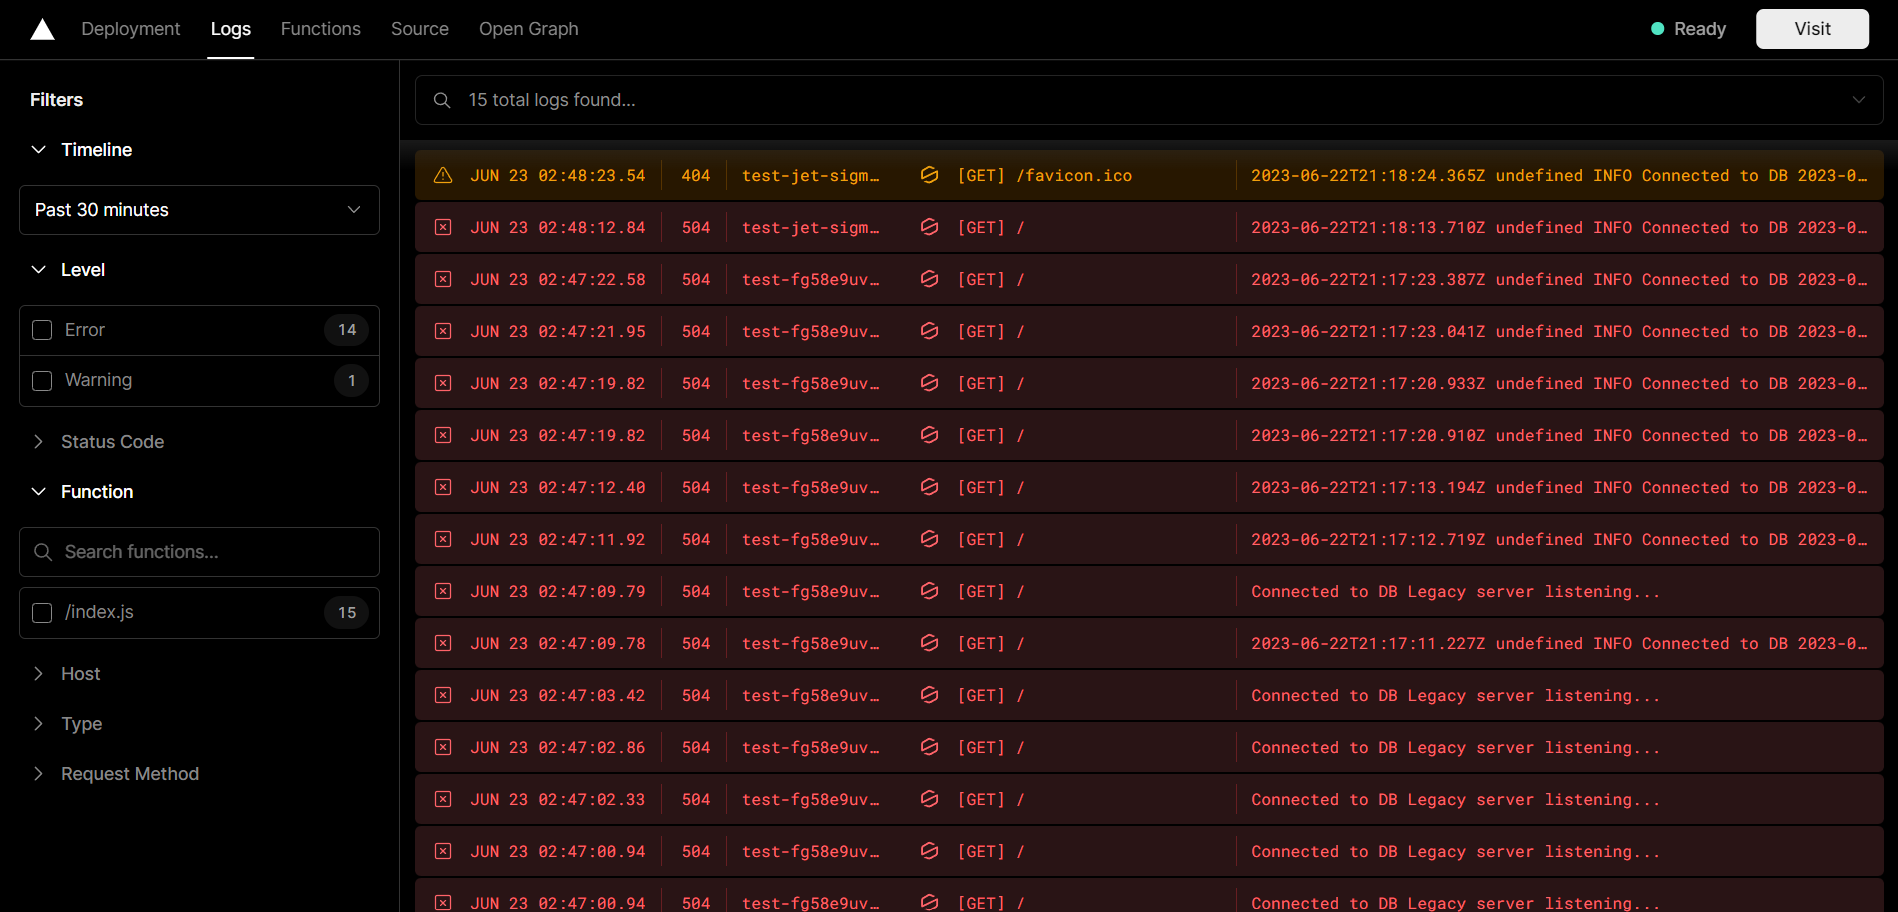 Deployment Logs Functions Source Open Graph Ready Visit
Filters
Timeline
Past 30 minutes
Level
Error 14
Warning 1
Status Code
Function
Search functions...
/index.js 15
Host
Type
Request Method
15 total logs found...
JUN 23 02:48:23.54 404 test-jet-sigm… [GET] /favicon.ico 2023-06-22T21:18:24.365Z undefined INFO Connected to DB 2023-0…
JUN 23 02:48:12.84 504 test-jet-sigm… [GET] / 2023-06-22T21:18:13.710Z undefined INFO Connected to DB 2023-0…
JUN 23 02:47:22.58 504 test-fg58e9uv… [GET] / 2023-06-22T21:17:23.387Z undefined INFO Connected to DB 2023-0…
JUN 23 02:47:21.95 504 test-fg58e9uv… [GET] / 2023-06-22T21:17:23.041Z undefined INFO Connected to DB 2023-0…
JUN 23 02:47:19.82 504 test-fg58e9uv… [GET] / 2023-06-22T21:17:20.933Z undefined INFO Connected to DB 2023-0…
JUN 23 02:47:19.82 504 test-fg58e9uv… [GET] / 2023-06-22T21:17:20.910Z undefined INFO Connected to DB 2023-0…
JUN 23 02:47:12.40 504 test-fg58e9uv… [GET] / 2023-06-22T21:17:13.194Z undefined INFO Connected to DB 2023-0…
JUN 23 02:47:11.92 504 test-fg58e9uv… [GET] / 2023-06-22T21:17:12.719Z undefined INFO Connected to DB 2023-0…
JUN 23 02:47:09.79 504 test-fg58e9uv… [GET] / Connected to DB Legacy server listening...
JUN 23 02:47:09.78 504 test-fg58e9uv… [GET] / 2023-06-22T21:17:11.227Z undefined INFO Connected to DB 2023-0…
JUN 23 02:47:03.42 504 test-fg58e9uv… [GET] / Connected to DB Legacy server listening...
JUN 23 02:47:02.86 504 test-fg58e9uv… [GET] / Connected to DB Legacy server listening...
JUN 23 02:47:02.33 504 test-fg58e9uv… [GET] / Connected to DB Legacy server listening...
JUN 23 02:47:00.94 504 test-fg58e9uv… [GET] / Connected to DB Legacy server listening...
JUN 23 02:47:00.94 504 test-fg58e9uv… [GET] / Connected to DB Legacy server listening...